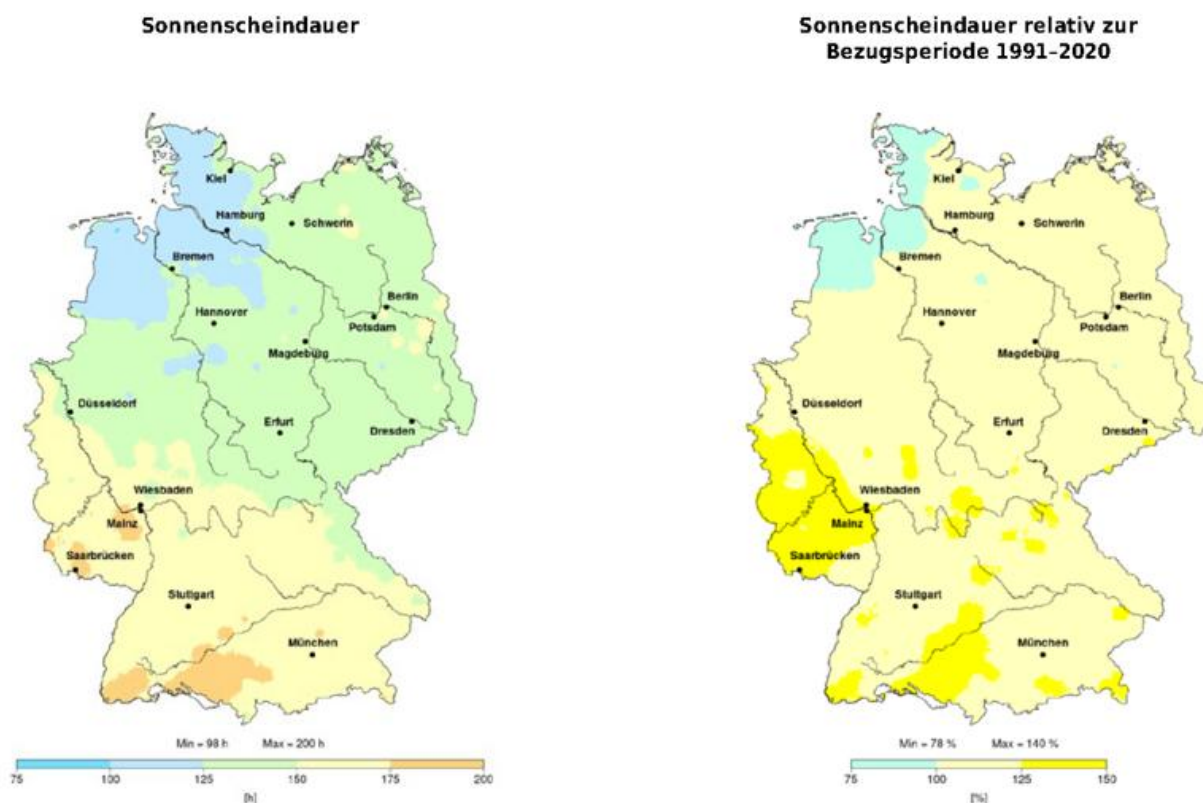 Sonnenscheindauer
Kiel
Hamburg
Schwerin
Bremen
Berlin
Hannover
Potsdam
Magdeburg
Düsseldorf
Erfurt
Dresden
Wiesbaden
Mainz
Saarbrücken
Stuttgart
München
Min = 98 h Max = 200 h
75 100 125 150 175 200
[h]
Sonnenscheindauer relativ zur
Bezugsperiode 1991–2020
Kiel
Hamburg
Schwerin
Bremen
Berlin
Hannover
Potsdam
Magdeburg
Düsseldorf
Erfurt
Dresden
Wiesbaden
Mainz
Saarbrücken
Stuttgart
München
Min = 78 % Max = 140 %
75 100 125 150
[%]